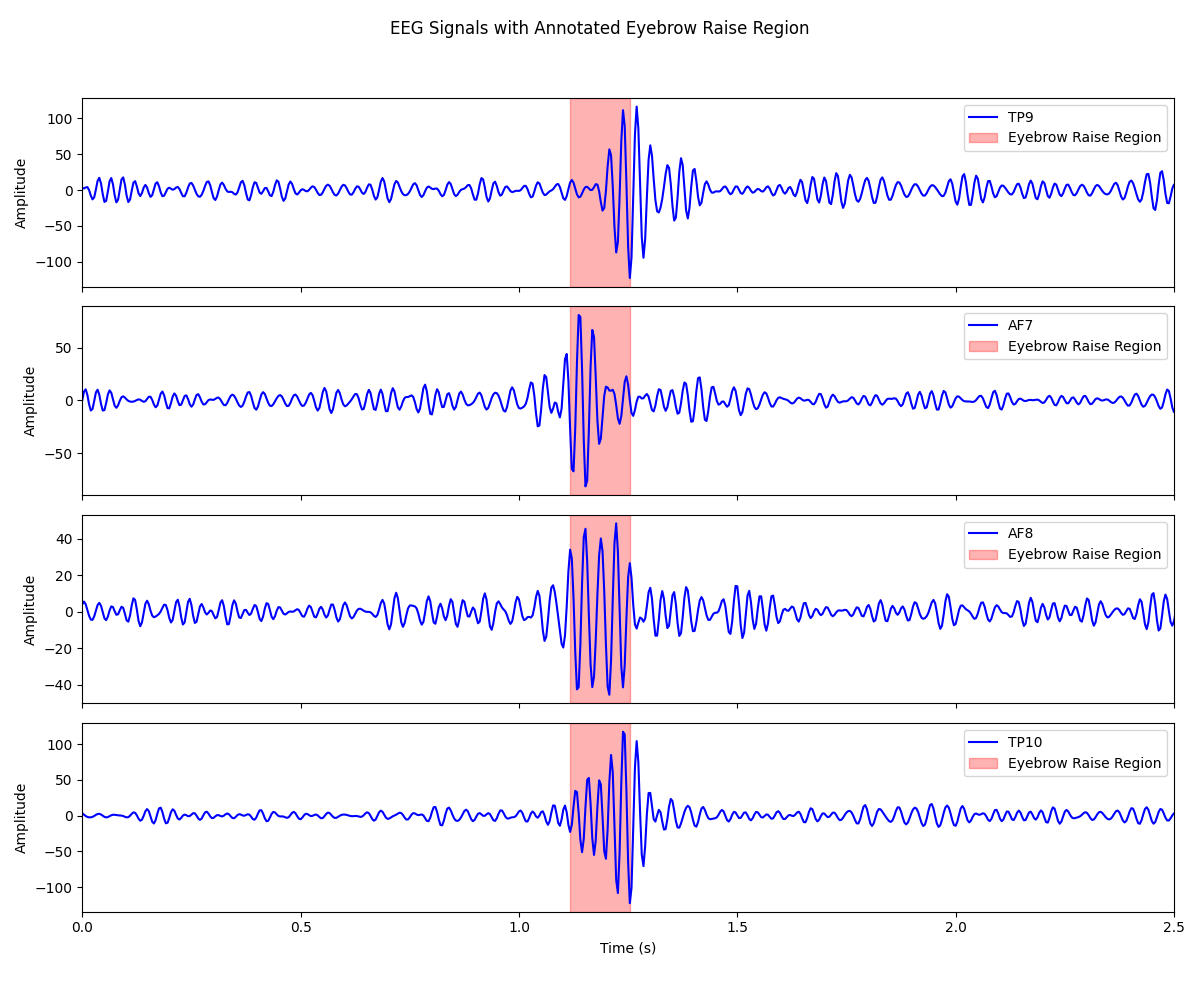 EEG Signals with Annotated Eyebrow Raise Region
Amplitude
100
50
0
−50
−100
TP9
Eyebrow Raise Region
Amplitude
50
0
−50
AF7
Eyebrow Raise Region
Amplitude
40
20
0
−20
−40
AF8
Eyebrow Raise Region
Amplitude
100
50
0
−50
−100
TP10
Eyebrow Raise Region
0.0 0.5 1.0 1.5 2.0 2.5
Time (s)